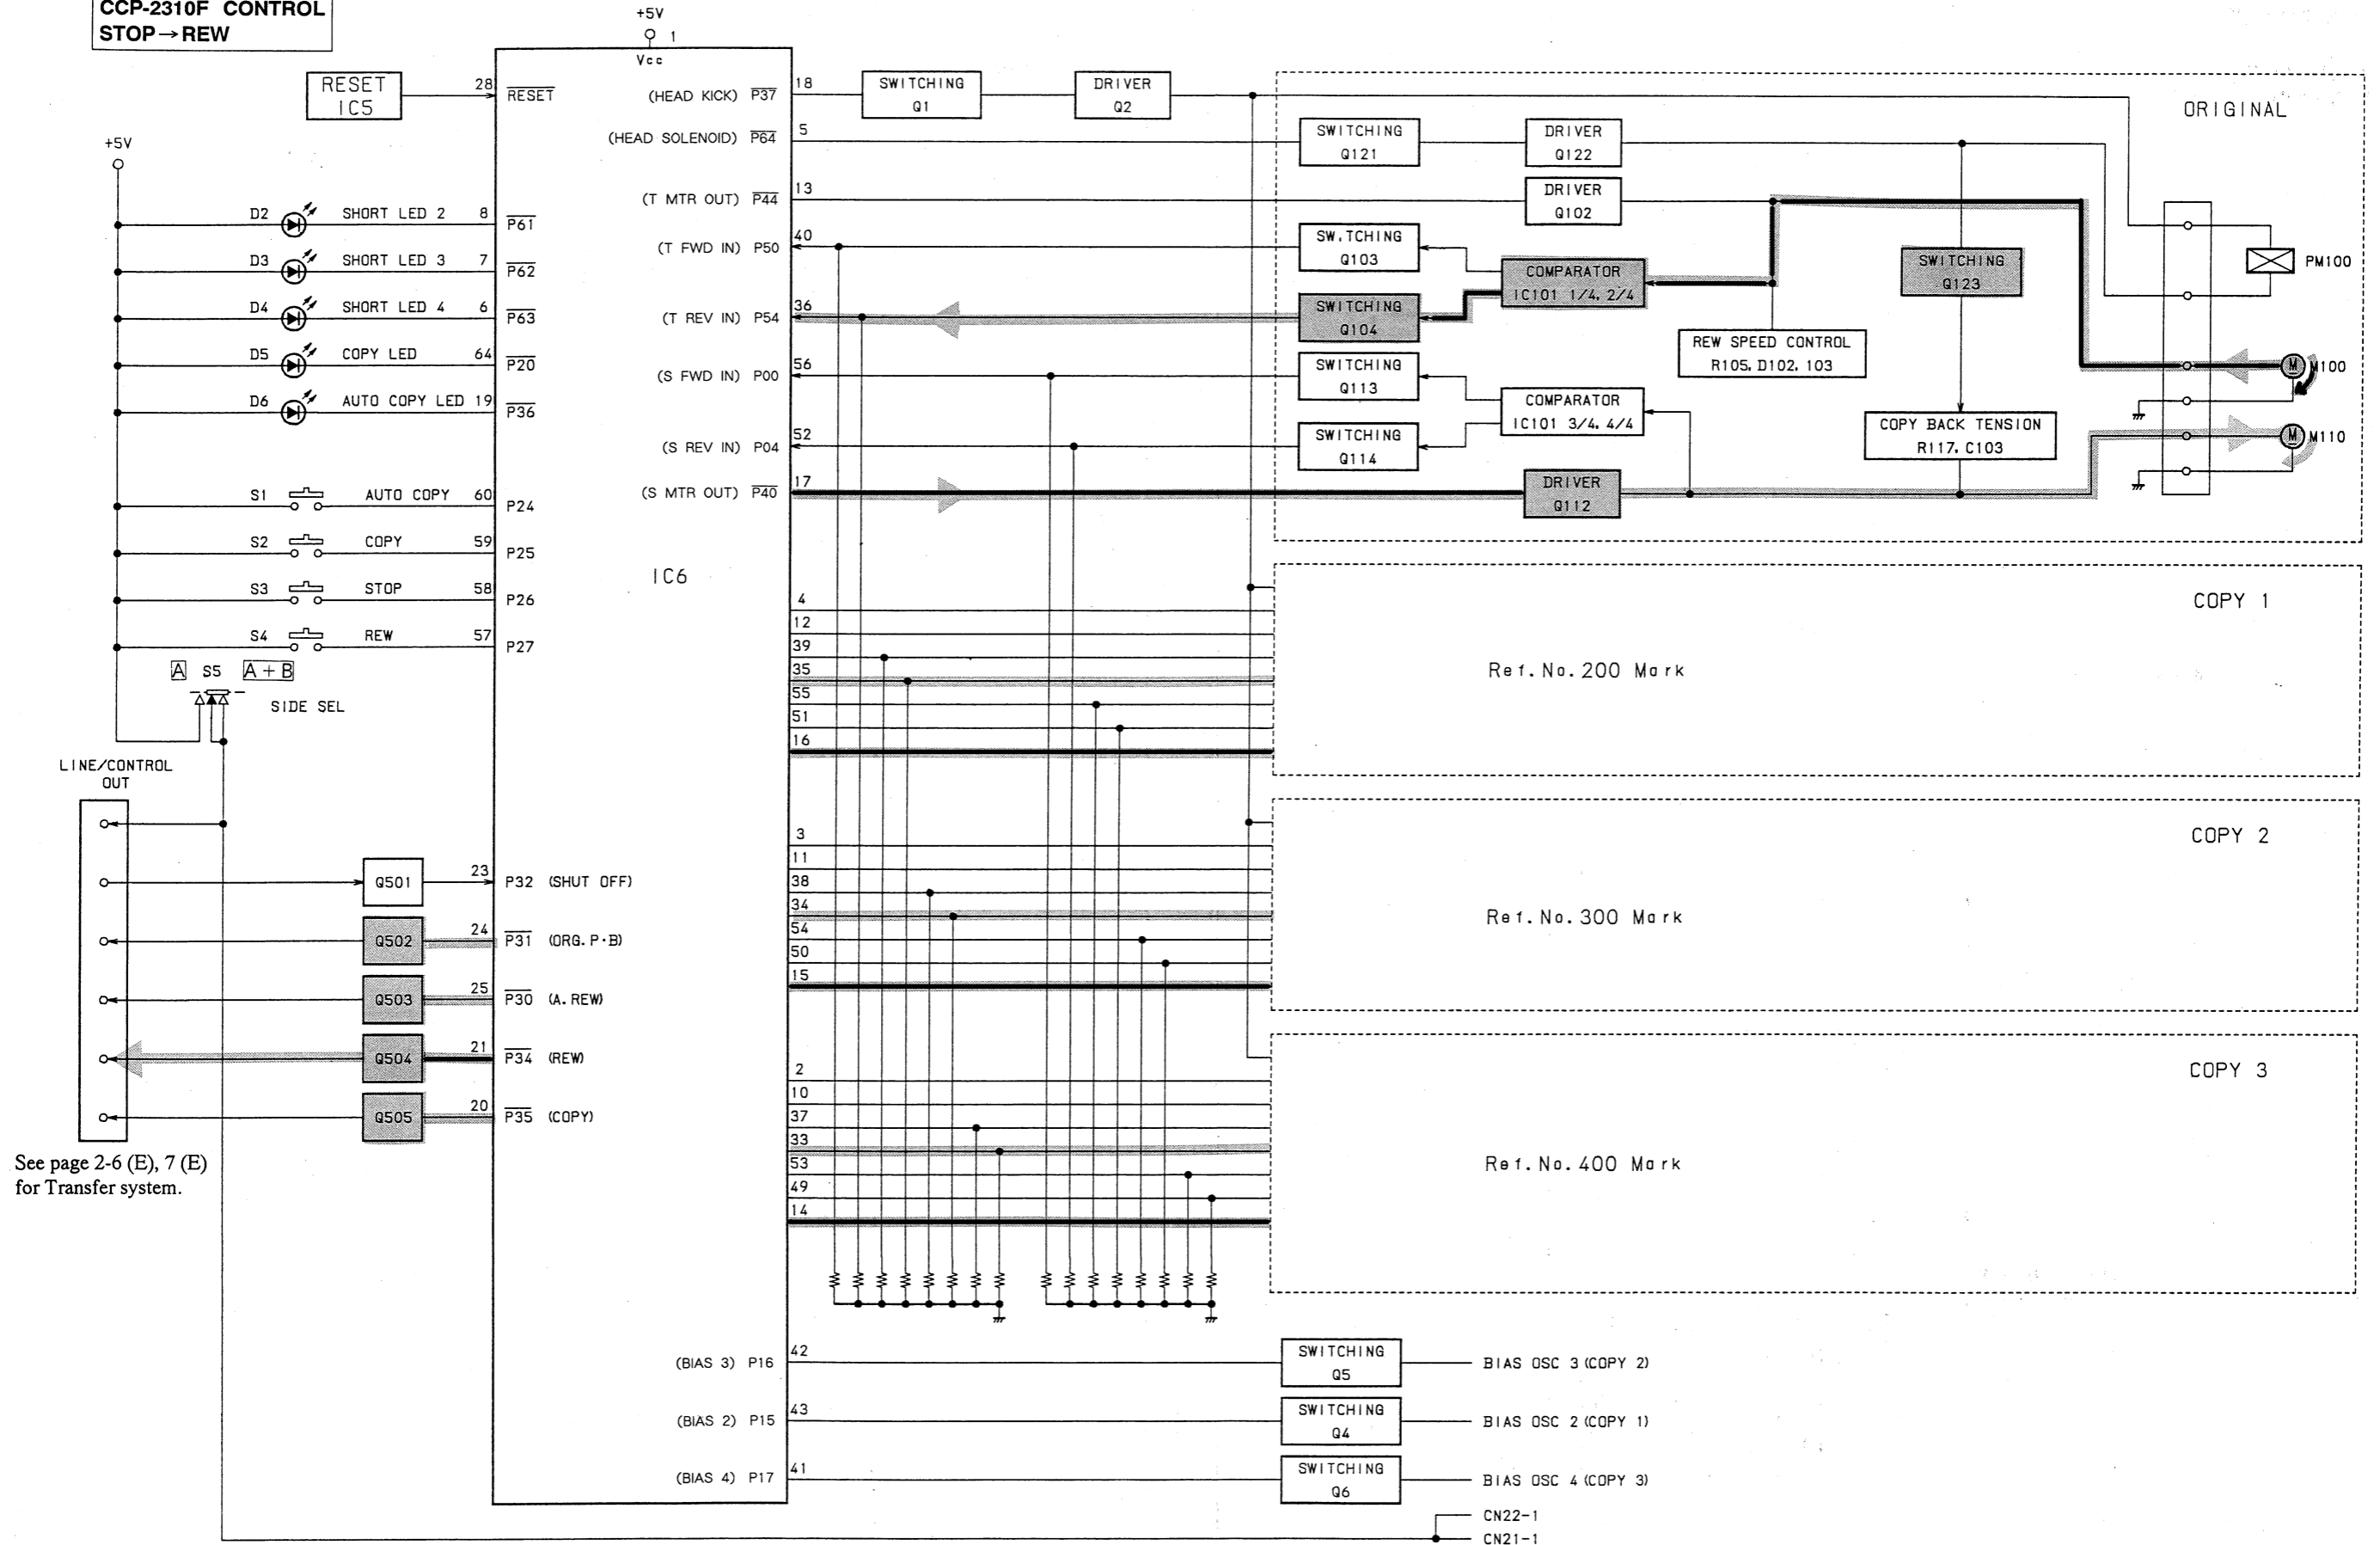 CCP-2310F CONTROL
STOP→REW
+5V
1
Vcc
RESET
IC5
28
RESET
+5V
D2 SHORT LED 2 8 P61
D3 SHORT LED 3 7 P62
D4 SHORT LED 4 6 P63
D5 COPY LED 64 P20
D6 AUTO COPY LED 19 P36
S1 AUTO COPY 60 P24
S2 COPY 59 P25
S3 STOP 58 P26
S4 REW 57 P27
A S5 A+B
SIDE SEL
LINE/CONTROL
OUT
Q501 23 P32 (SHUT OFF)
Q502 24 P31 (ORG. P·B)
Q503 25 P30 (A. REW)
Q504 21 P34 (REW)
Q505 20 P35 (COPY)
See page 2-6 (E), 7 (E)
for Transfer system.
IC6
(HEAD KICK) P37 18
(HEAD SOLENOID) P64 5
(T MTR OUT) P44 13
(T FWD IN) P50 40
(T REV IN) P54 36
(S FWD IN) P00 56
(S REV IN) P04 52
(S MTR OUT) P40 17
SWITCHING
Q1
DRIVER
Q2
ORIGINAL
SWITCHING
Q121
DRIVER
Q122
DRIVER
Q102
SW.TCHING
Q103
COMPARATOR
IC101 1/4, 2/4
SWITCHING
Q104
SWITCHING
Q123
PM100
REW SPEED CONTROL
R105, D102, 103
SWITCHING
Q113
COMPARATOR
IC101 3/4, 4/4
SWITCHING
Q114
COPY BACK TENSION
R117, C103
DRIVER
Q112
M M100
M M110
4
12
39
35
55
51
16
COPY 1
Ref. No. 200 Mark
3
11
38
34
54
50
15
COPY 2
Ref. No. 300 Mark
2
10
37
33
53
49
14
COPY 3
Ref. No. 400 Mark
(BIAS 3) P16 42
SWITCHING
Q5
BIAS OSC 3 (COPY 2)
(BIAS 2) P15 43
SWITCHING
Q4
BIAS OSC 2 (COPY 1)
(BIAS 4) P17 41
SWITCHING
Q6
BIAS OSC 4 (COPY 3)
CN22-1
CN21-1